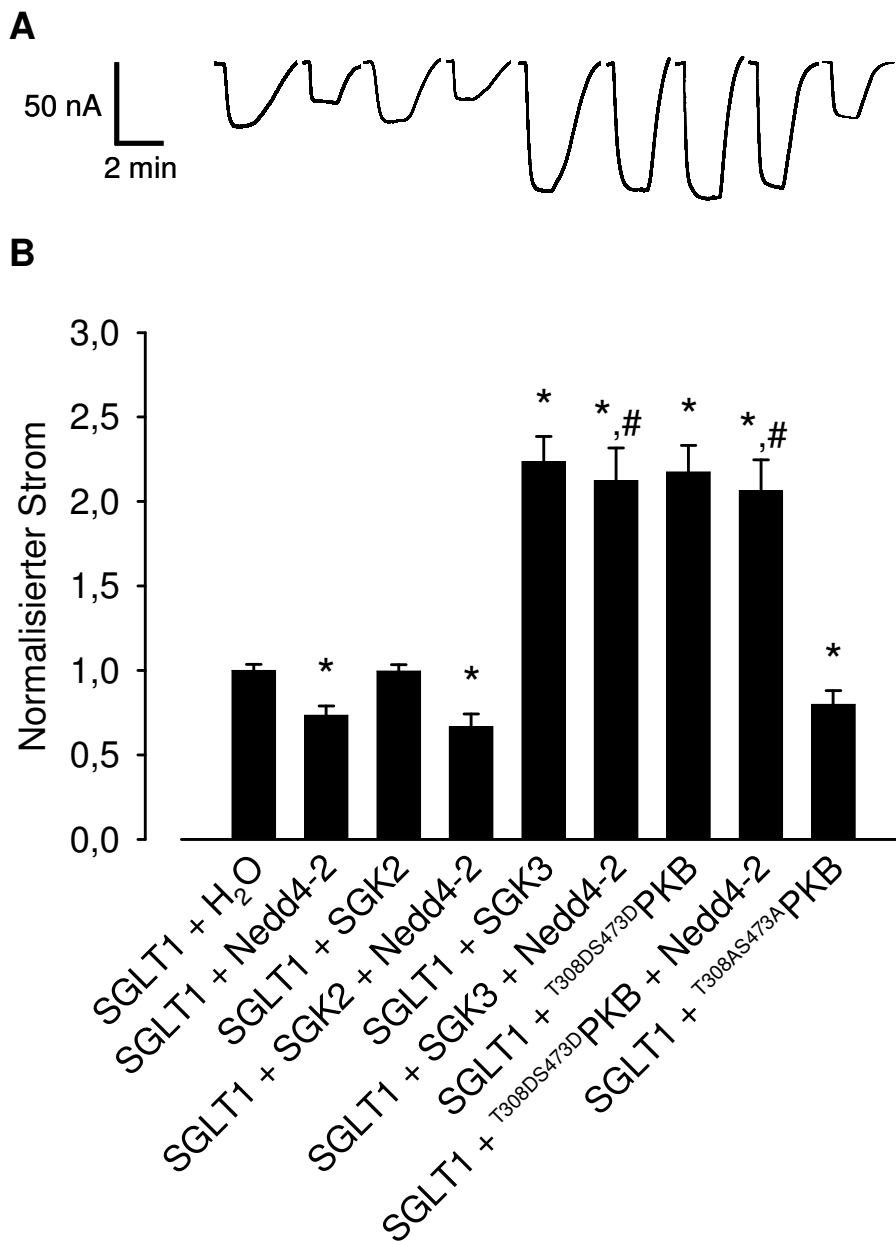 A
50 nA
2 min
B
Normalisierter Strom
3,0
2,5
2,0
1,5
1,0
0,5
0,0
*
*
*
*,#
*
*,#
*
SGLT1 + H₂O
SGLT1 + Nedd4-2
SGLT1 + SGK2
SGLT1 + SGK2 + Nedd4-2
SGLT1 + SGK3
SGLT1 + SGK3 + Nedd4-2
SGLT1 + T308DS473DPKB
SGLT1 + T308DS473DPKB + Nedd4-2
SGLT1 + T308AS473APKB